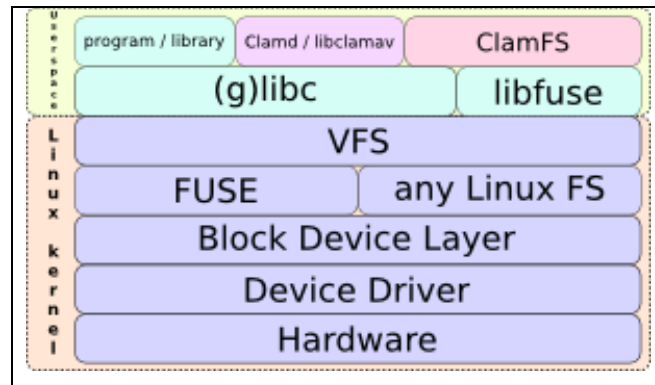 userspace
program / library
Clamd / libclamav
ClamFS
(g)libc
libfuse
Linux kernel
VFS
FUSE
any Linux FS
Block Device Layer
Device Driver
Hardware